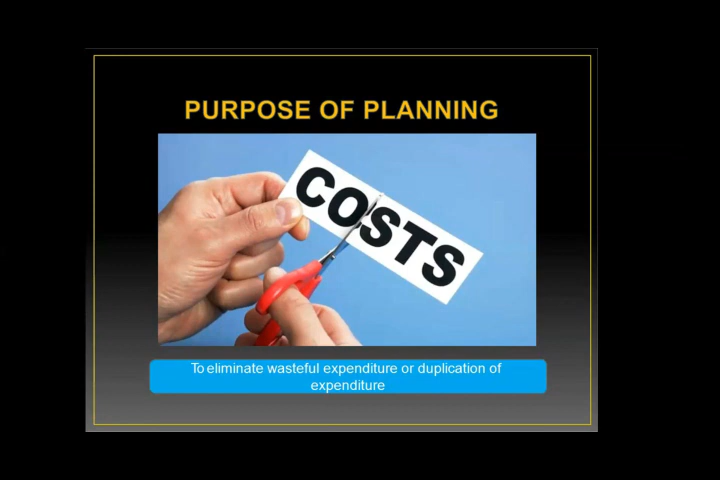 PURPOSE OF PLANNING
COSTS
To eliminate wasteful expenditure or duplication of
expenditure